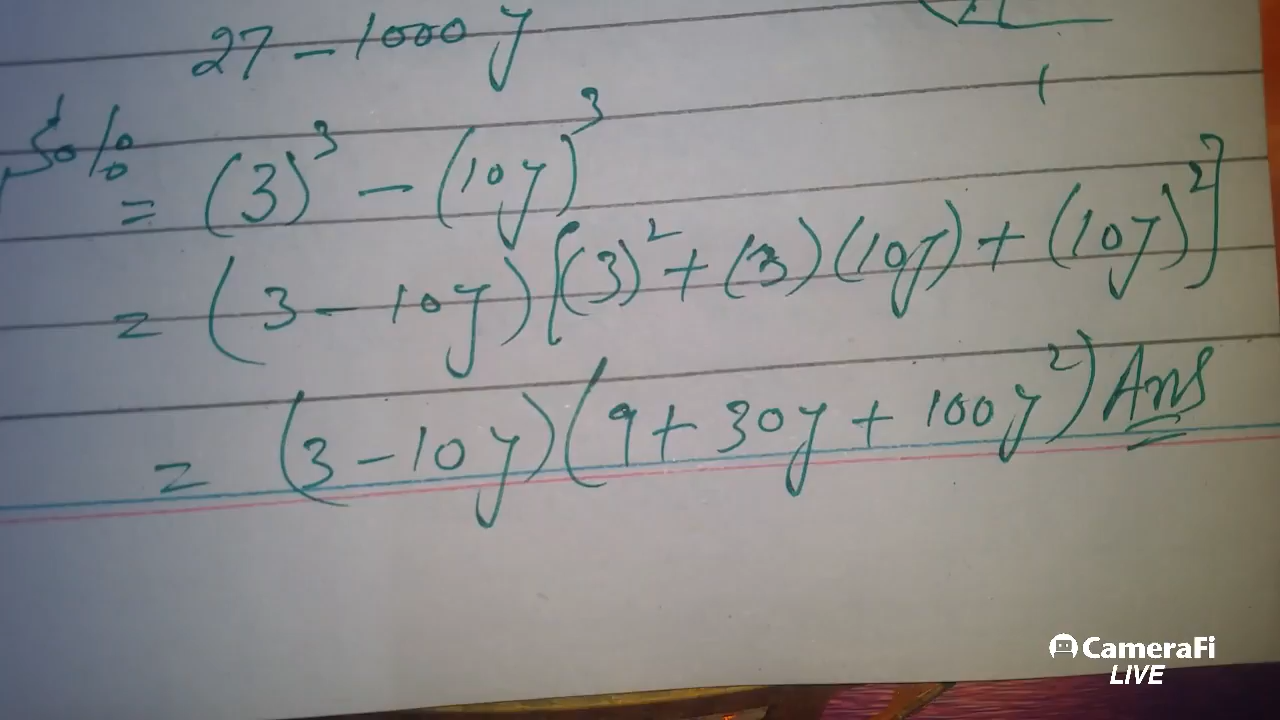 27 - 1000y
Sol:
= (3)³ - (10y)³
= (3 - 10y) [(3)² + (3)(10y) + (10y)²]
= (3 - 10y)(9 + 30y + 100y²) Ans
CameraFi
LIVE